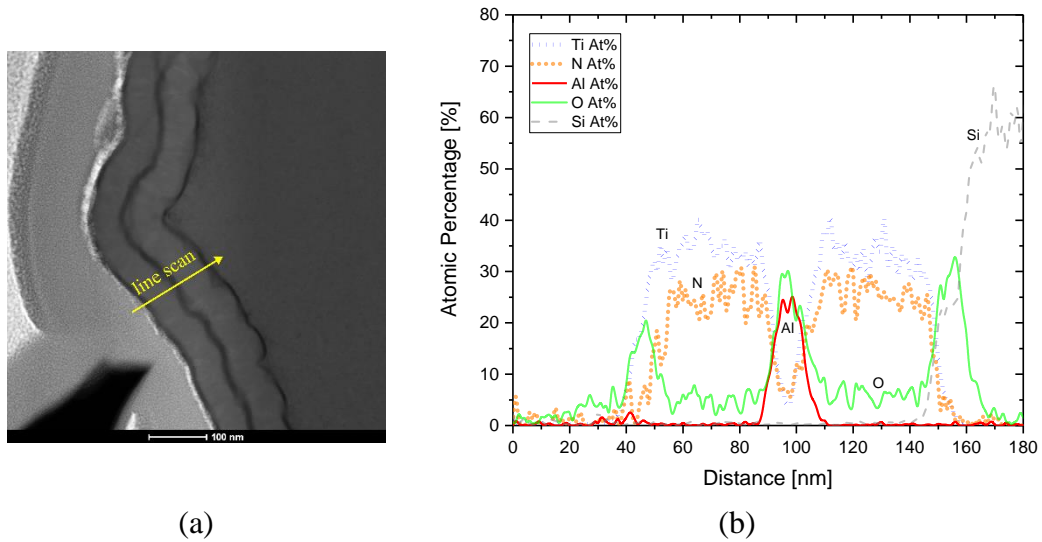 line scan
100 nm
(a)
80
70
60
50
40
30
20
10
0
Atomic Percentage [%]
Ti At%
N At%
Al At%
O At%
Si At%
Ti
N
Al
O
Si
0 20 40 60 80 100 120 140 160 180
Distance [nm]
(b)